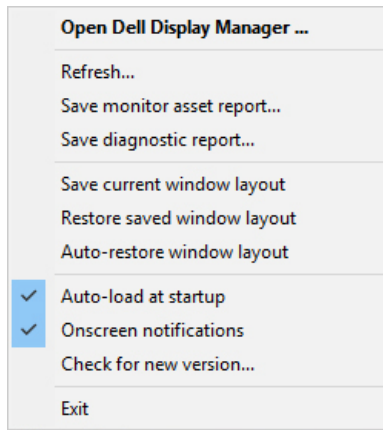 Open Dell Display Manager ...
Refresh...
Save monitor asset report...
Save diagnostic report...
Save current window layout
Restore saved window layout
Auto-restore window layout
Auto-load at startup
Onscreen notifications
Check for new version...
Exit